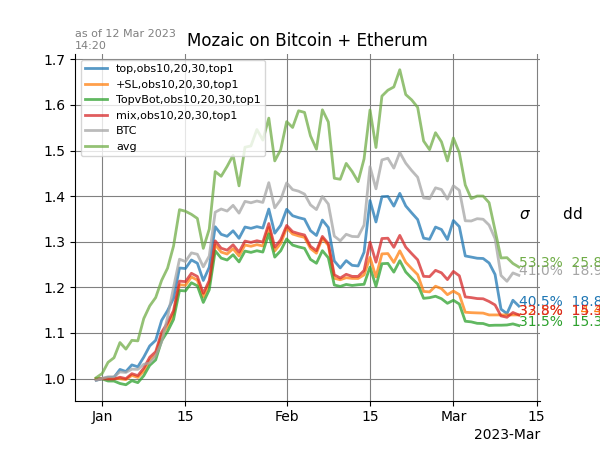 as of 12 Mar 2023
14:20
Mozaic on Bitcoin + Etherum
top,obs10,20,30,top1
+SL,obs10,20,30,top1
TopvBot,obs10,20,30,top1
mix,obs10,20,30,top1
BTC
avg
1.7
1.6
1.5
1.4
1.3
1.2
1.1
1.0
σ dd
53.3% 25.8
41.0% 18.9
40.5% 18.8
33.8%
31.5% 15.3
Jan 15 Feb 15 Mar 15
2023-Mar